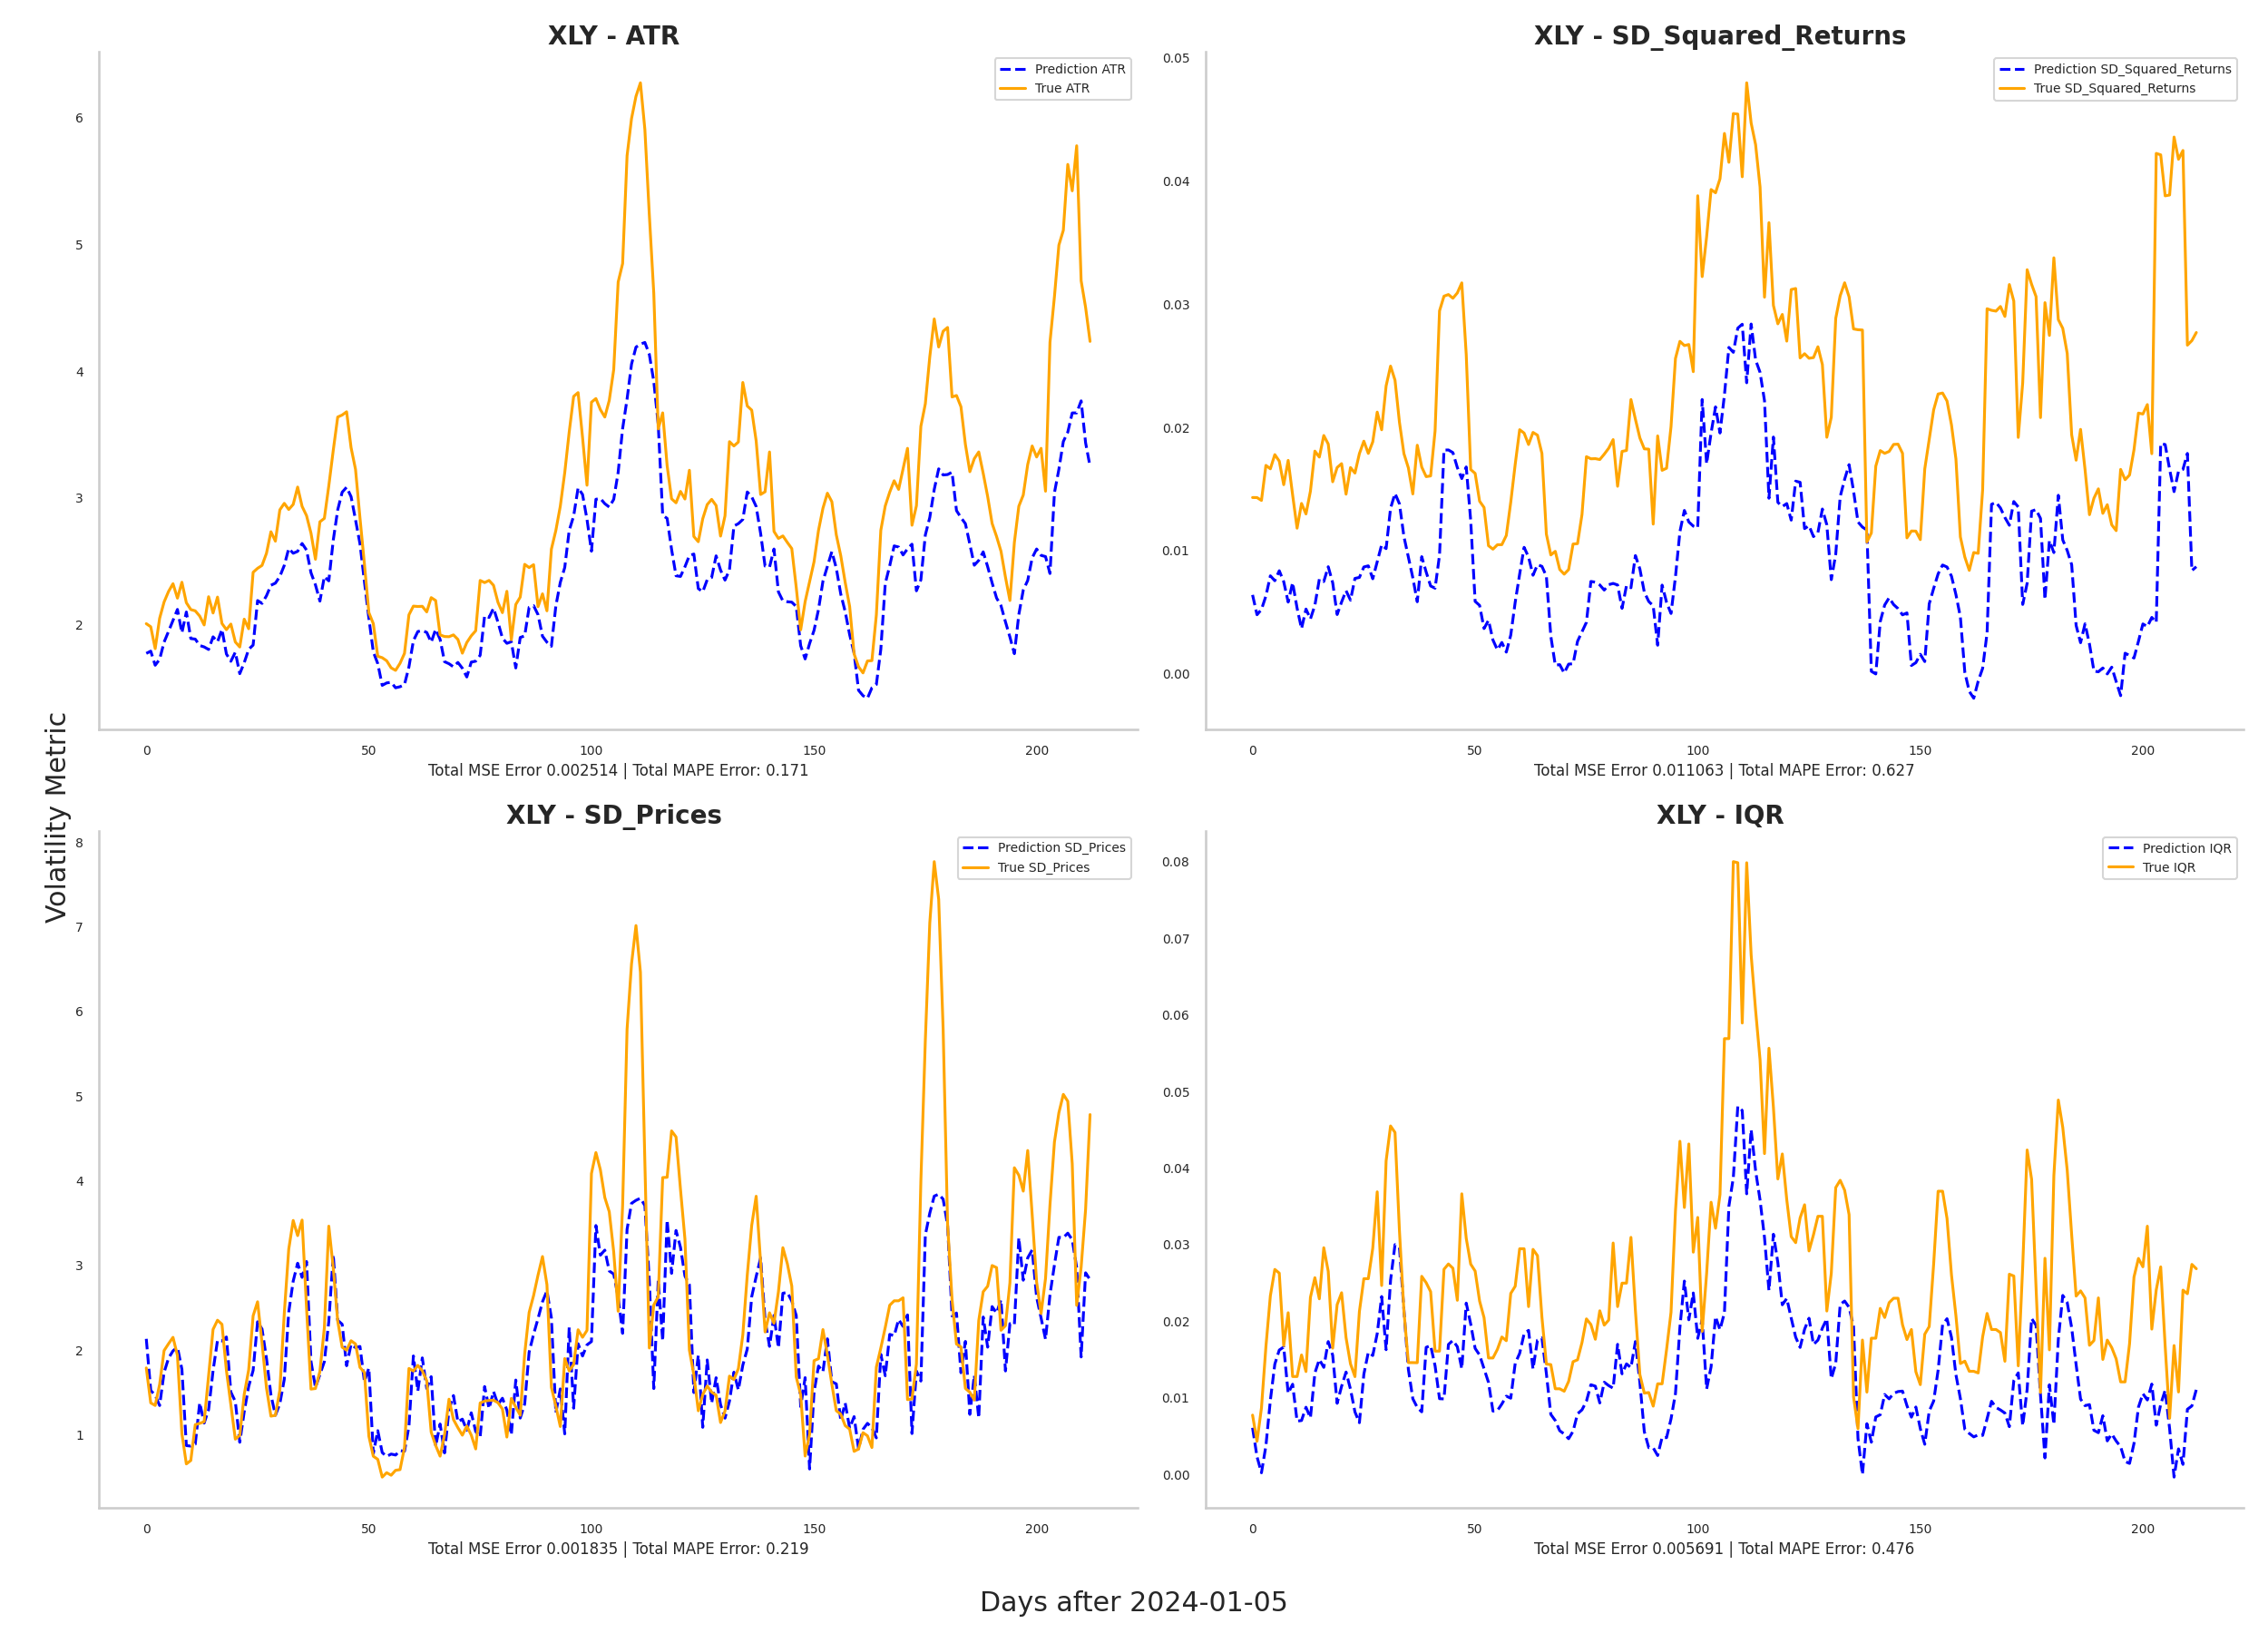 XLY - ATR
Prediction ATR
True ATR
6
5
4
3
2
0
50
100
150
200
Total MSE Error 0.002514 | Total MAPE Error: 0.171
XLY - SD_Squared_Returns
Prediction SD_Squared_Returns
True SD_Squared_Returns
0.05
0.04
0.03
0.02
0.01
0.00
0
50
100
150
200
Total MSE Error 0.011063 | Total MAPE Error: 0.627
Volatility Metric
XLY - SD_Prices
Prediction SD_Prices
True SD_Prices
8
7
6
5
4
3
2
1
0
50
100
150
200
Total MSE Error 0.001835 | Total MAPE Error: 0.219
XLY - IQR
Prediction IQR
True IQR
0.08
0.07
0.06
0.05
0.04
0.03
0.02
0.01
0.00
0
50
100
150
200
Total MSE Error 0.005691 | Total MAPE Error: 0.476
Days after 2024-01-05